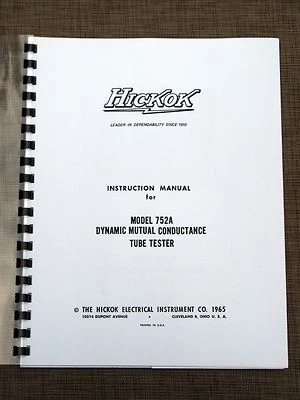 HICKOK
LEADER IN DEPENDABILITY SINCE 1910
INSTRUCTION MANUAL
for
MODEL 752A
DYNAMIC MUTUAL CONDUCTANCE
TUBE TESTER
© THE HICKOK ELECTRICAL INSTRUMENT CO. 1965
10514 DUPONT AVENUE • CLEVELAND 8, OHIO U. S. A.
PRINTED IN U.S.A.